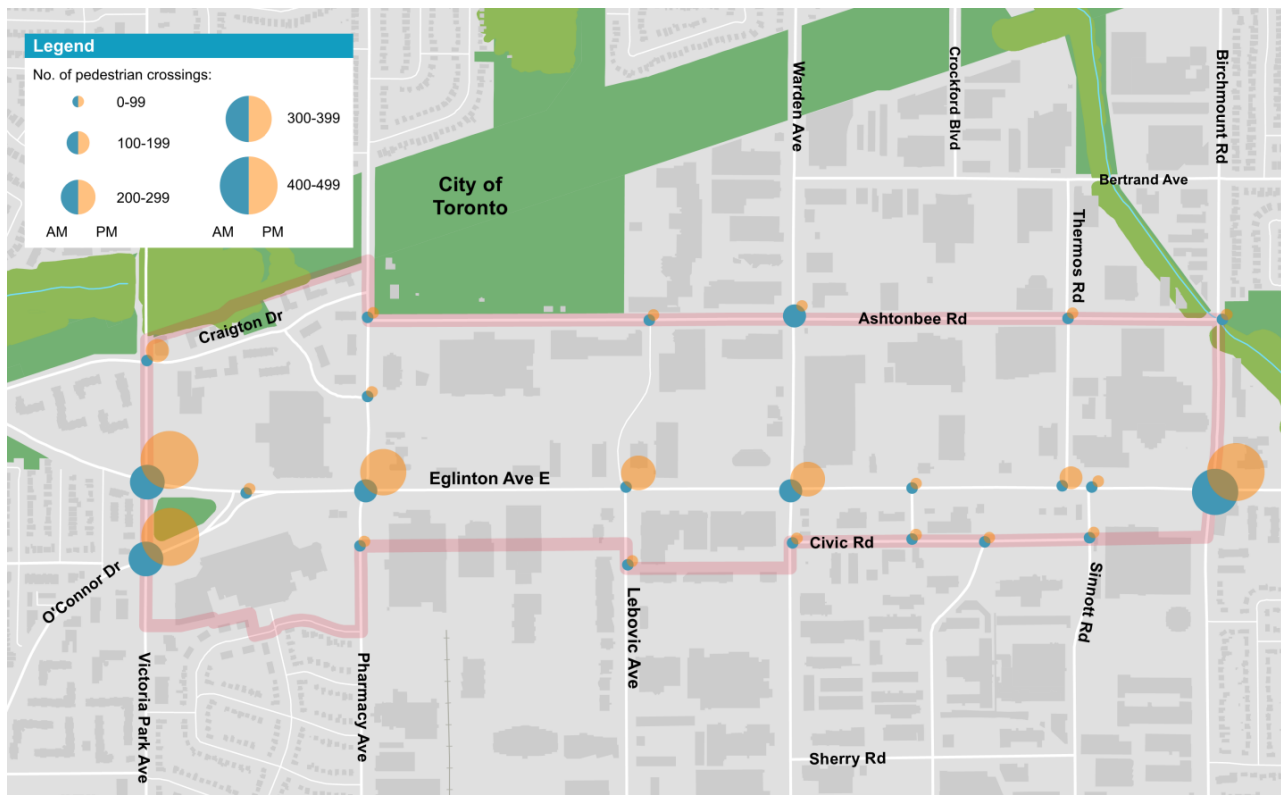 Legend
No. of pedestrian crossings:
0-99
100-199
200-299
300-399
400-499
AM PM
AM PM
City of
Toronto
Warden Ave
Crockford Blvd
Birchmount Rd
Bertrand Ave
Thermos Rd
Craigton Dr
Ashtonbee Rd
Eglinton Ave E
Civic Rd
O'Connor Dr
Sinnott Rd
Lebovic Ave
Victoria Park Ave
Pharmacy Ave
Sherry Rd